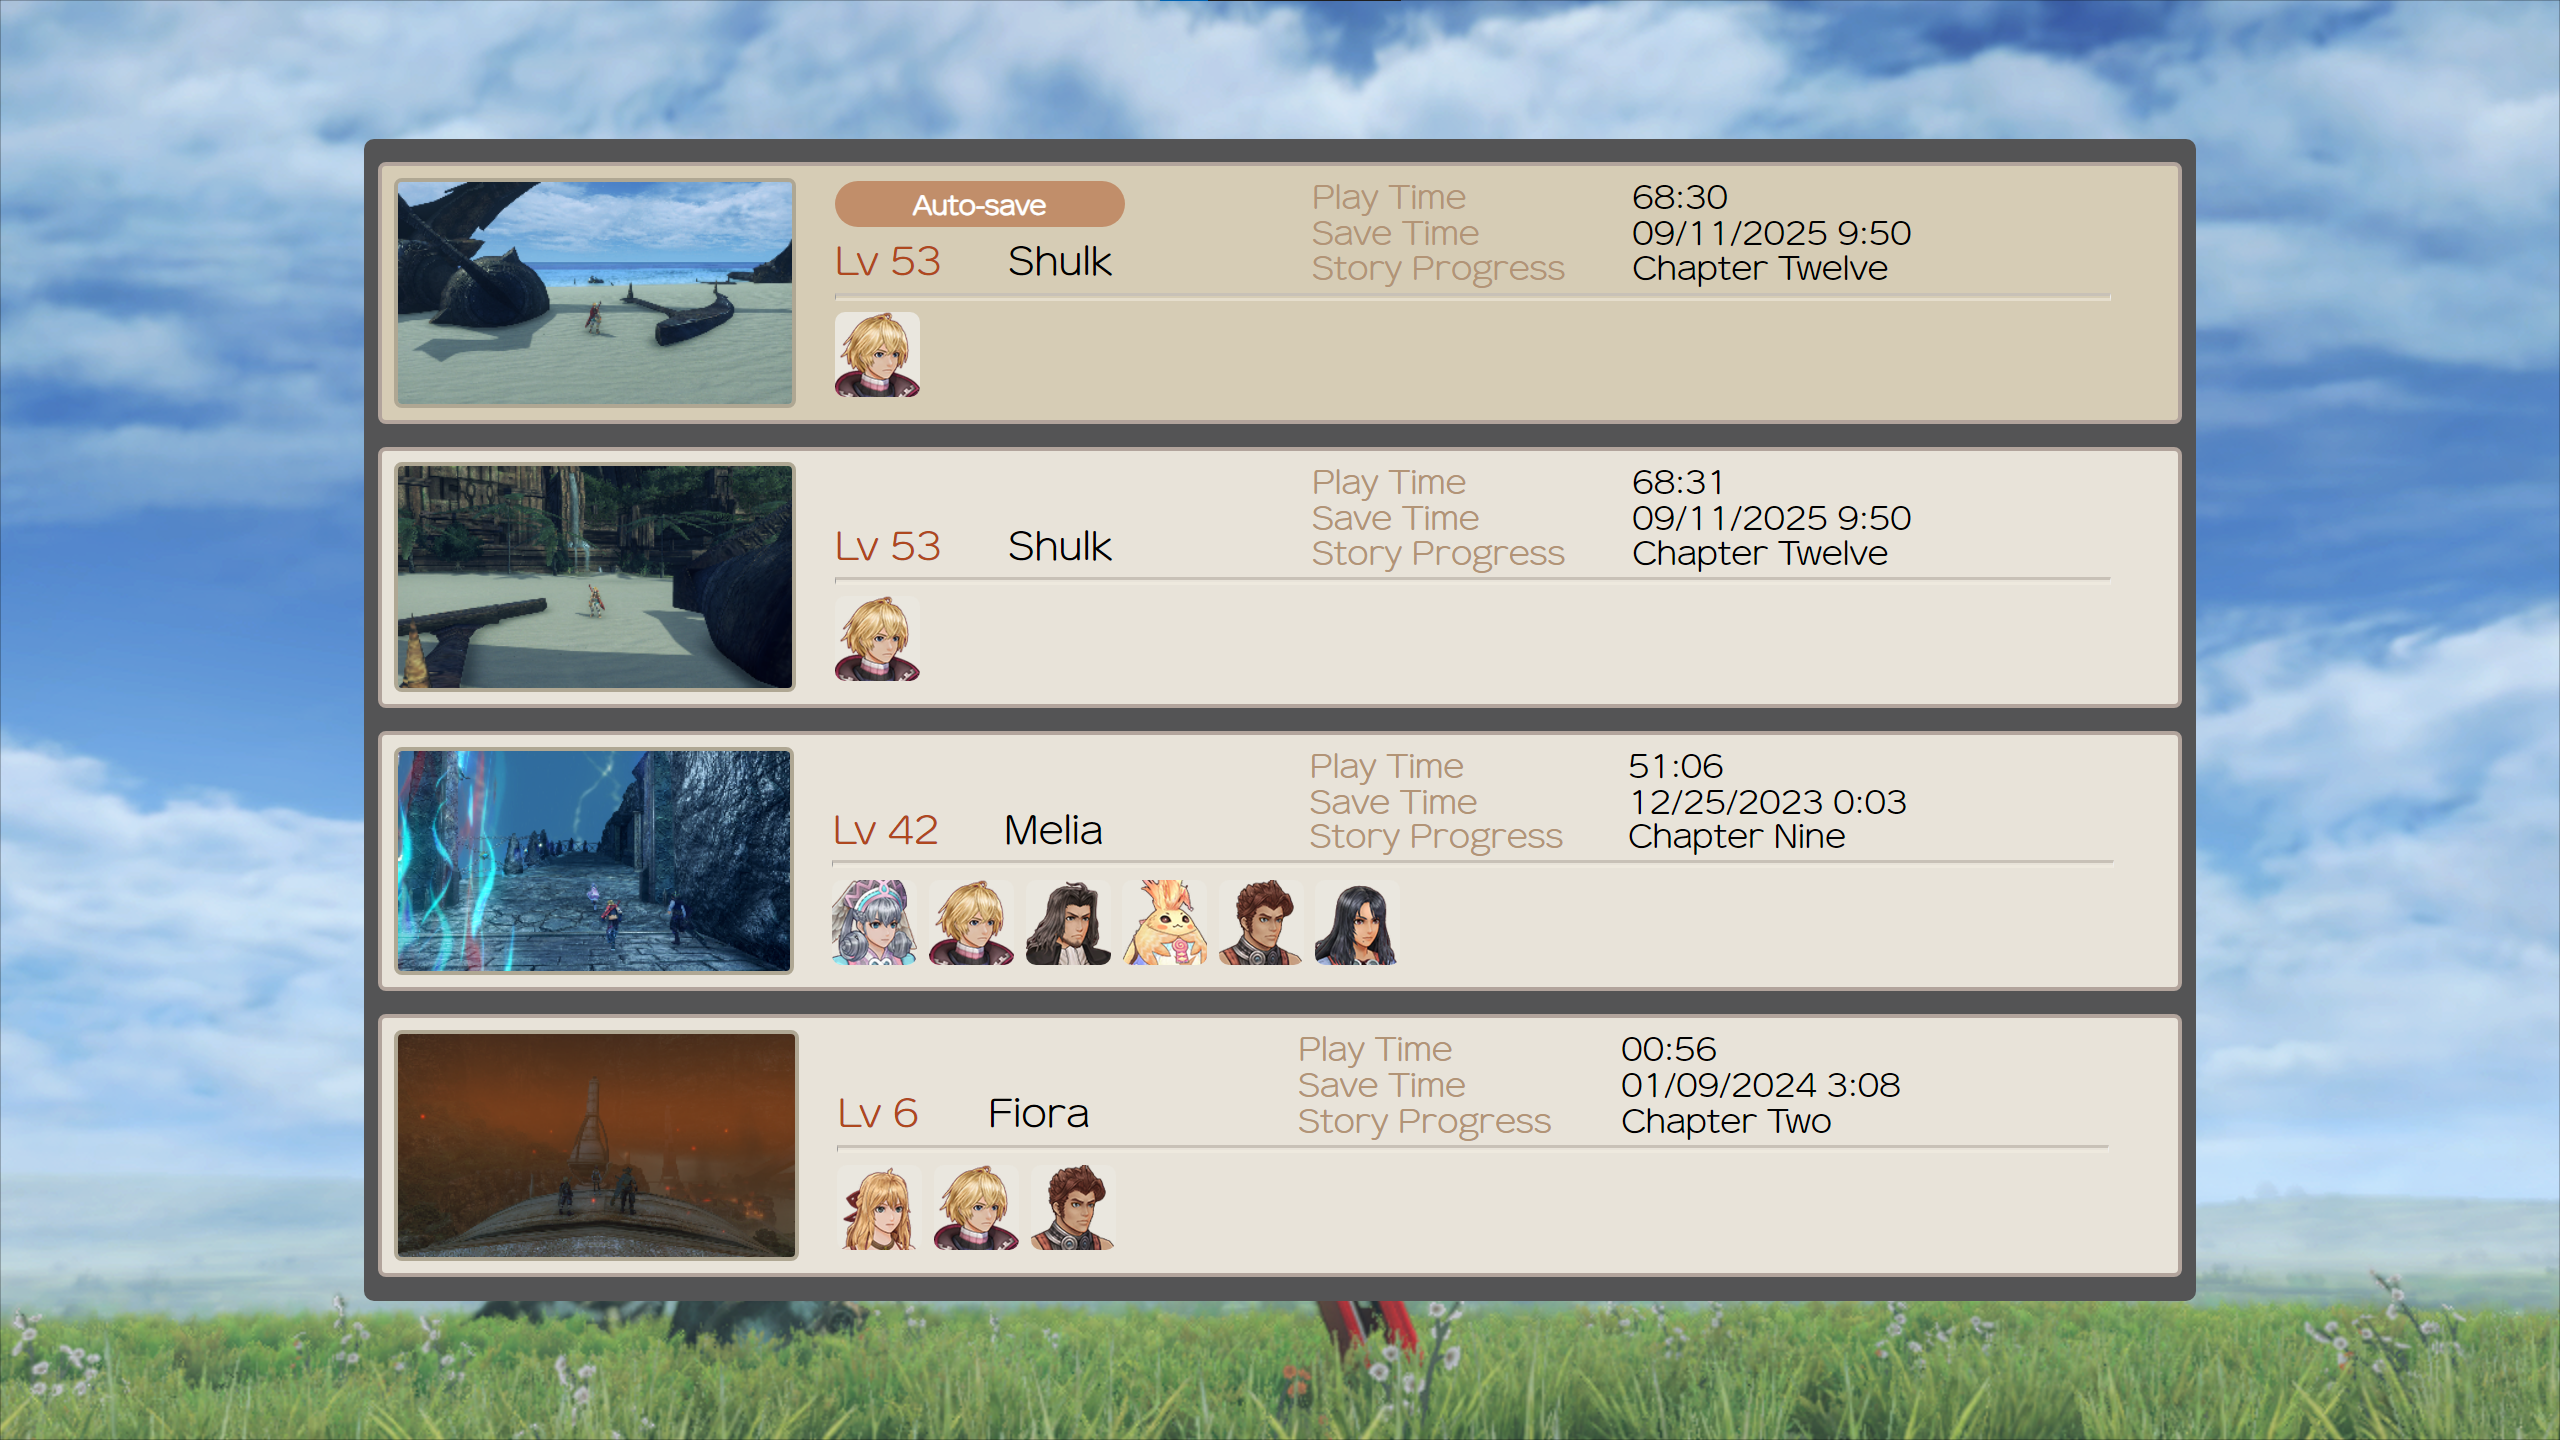 Auto-save
Lv 53 Shulk
Play Time 68:30
Save Time 09/11/2025 9:50
Story Progress Chapter Twelve
Lv 53 Shulk
Play Time 68:31
Save Time 09/11/2025 9:50
Story Progress Chapter Twelve
Lv 42 Melia
Play Time 51:06
Save Time 12/25/2023 0:03
Story Progress Chapter Nine
Lv 6 Fiora
Play Time 00:56
Save Time 01/09/2024 3:08
Story Progress Chapter Two